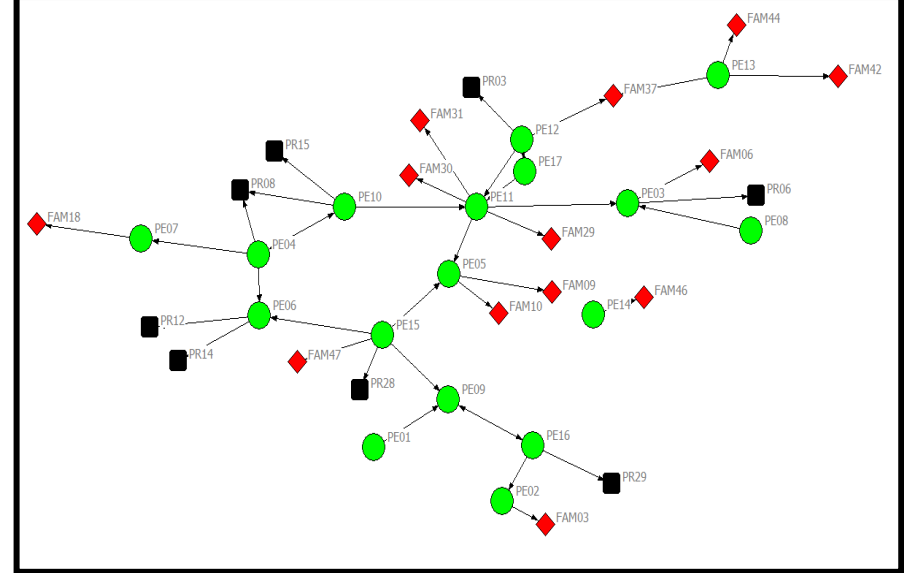 FAM44
PE13
FAM42
PR03
FAM37
FAM31
PE12
PR15
PE17
FAM06
FAM30
PR08
PE10
PE11
PE03
PR06
FAM18
PE07
PE08
PE04
FAM29
PE05
FAM09
FAM46
PE14
FAM10
PE06
PR12
PE15
PR14
FAM47
PR28
PE09
PE01
PE16
PR29
PE02
FAM03